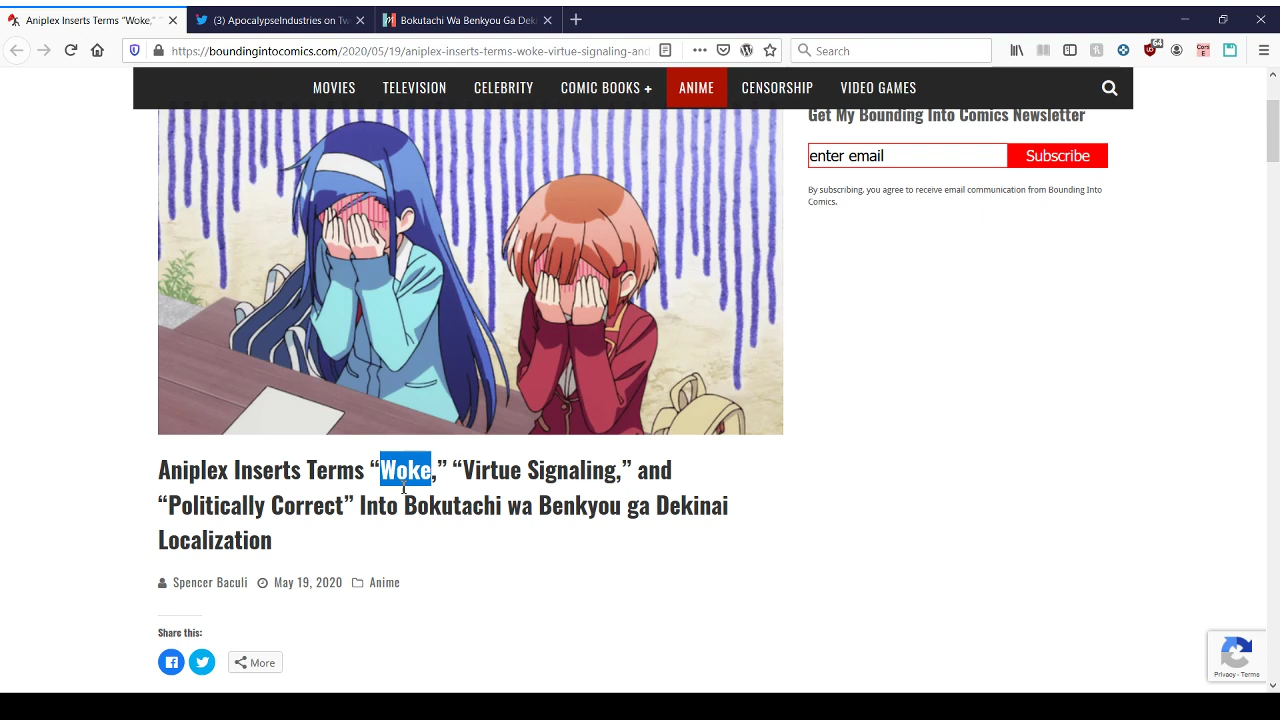 Aniplex Inserts Terms “Woke,”
(3) ApocalypseIndustries on Tw
Bokutachi Wa Benkyou Ga Deki
https://boundingintocomics.com/2020/05/19/aniplex-inserts-terms-woke-virtue-signaling-and
Search
64
MOVIES
TELEVISION
CELEBRITY
COMIC BOOKS +
ANIME
CENSORSHIP
VIDEO GAMES
Get My Bounding Into Comics Newsletter
enter email
Subscribe
By subscribing, you agree to receive email communication from Bounding Into
Comics.
Aniplex Inserts Terms “Woke,” “Virtue Signaling,” and
“Politically Correct” Into Bokutachi wa Benkyou ga Dekinai
Localization
Spencer Baculi
May 19, 2020
Anime
Share this:
More
Privacy - Terms